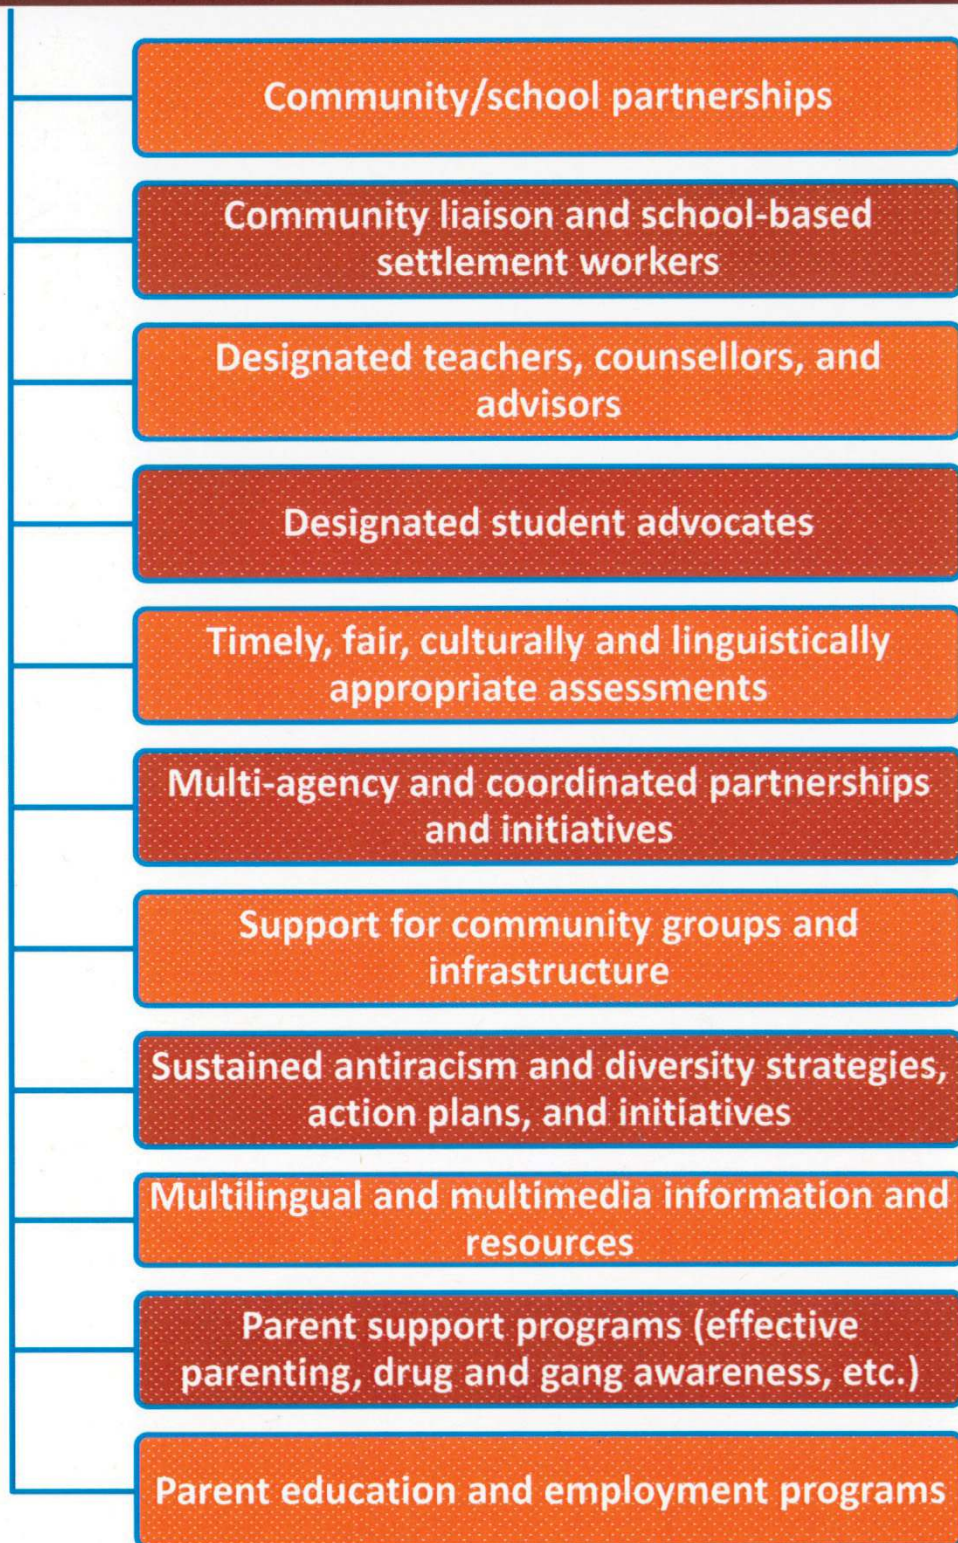 Community/school partnerships
Community liaison and school-based
settlement workers
Designated teachers, counsellors, and
advisors
Designated student advocates
Timely, fair, culturally and linguistically
appropriate assessments
Multi-agency and coordinated partnerships
and initiatives
Support for community groups and
infrastructure
Sustained antiracism and diversity strategies,
action plans, and initiatives
Multilingual and multimedia information and
resources
Parent support programs (effective
parenting, drug and gang awareness, etc.)
Parent education and employment programs